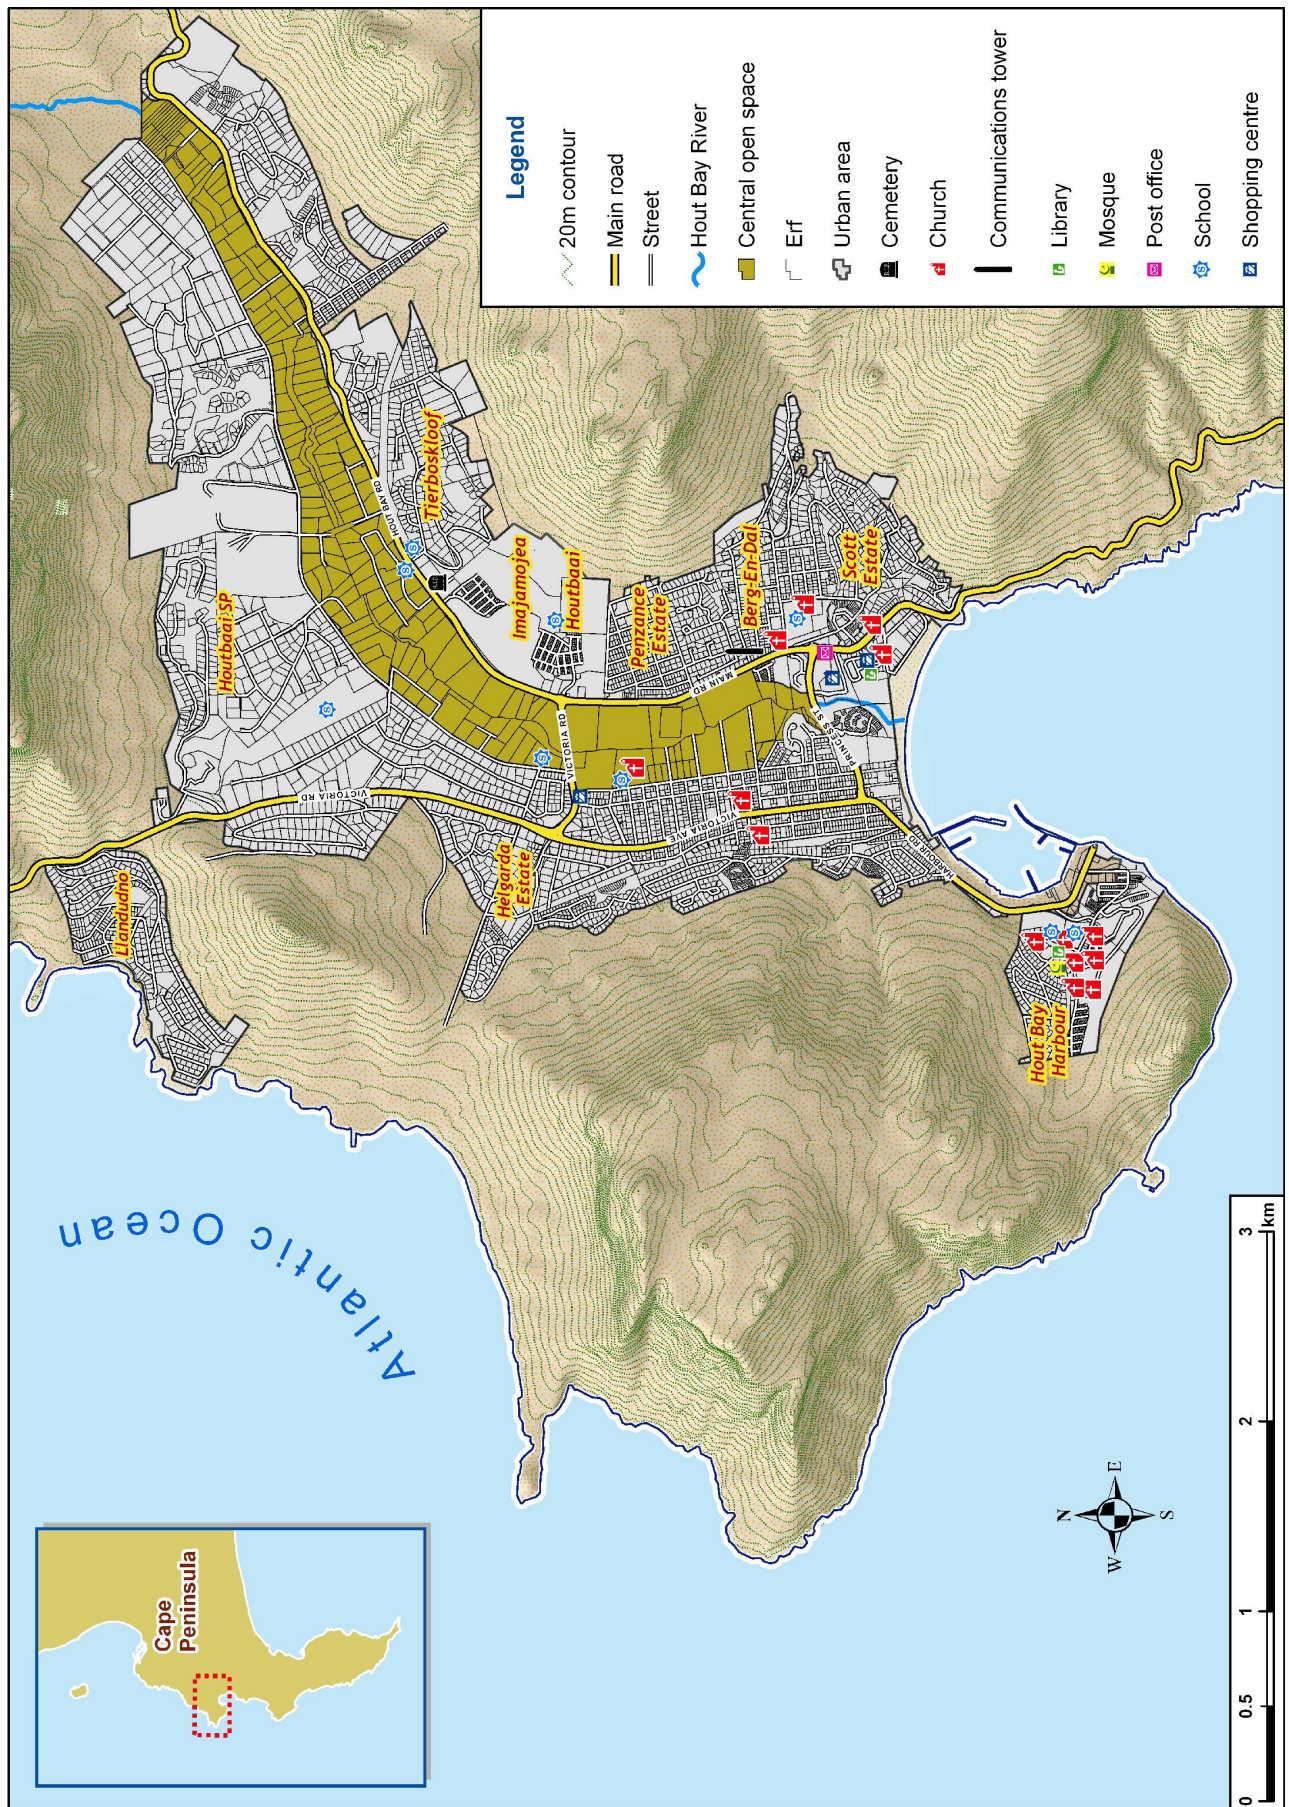 Cape
Peninsula
Atlantic Ocean
Llandudno
Houtbaai SP
VICTORIA RD
Helgarda
Estate
VICTORIA RD
VICTORIA AVE
HOUT BAY RD
Tierboskloof
Imajamojea
Houtbaai
Penzance
Estate
MAIN RD
Berg-En-Dal
Scott
Estate
PRINCESS ST
HARBOUR RD
Hout Bay
Harbour
N
W
E
S
0
0.5
1
2
3
km
Legend
20m contour
Main road
Street
Hout Bay River
Central open space
Erf
Urban area
Cemetery
Church
Communications tower
Library
Mosque
Post office
School
Shopping centre